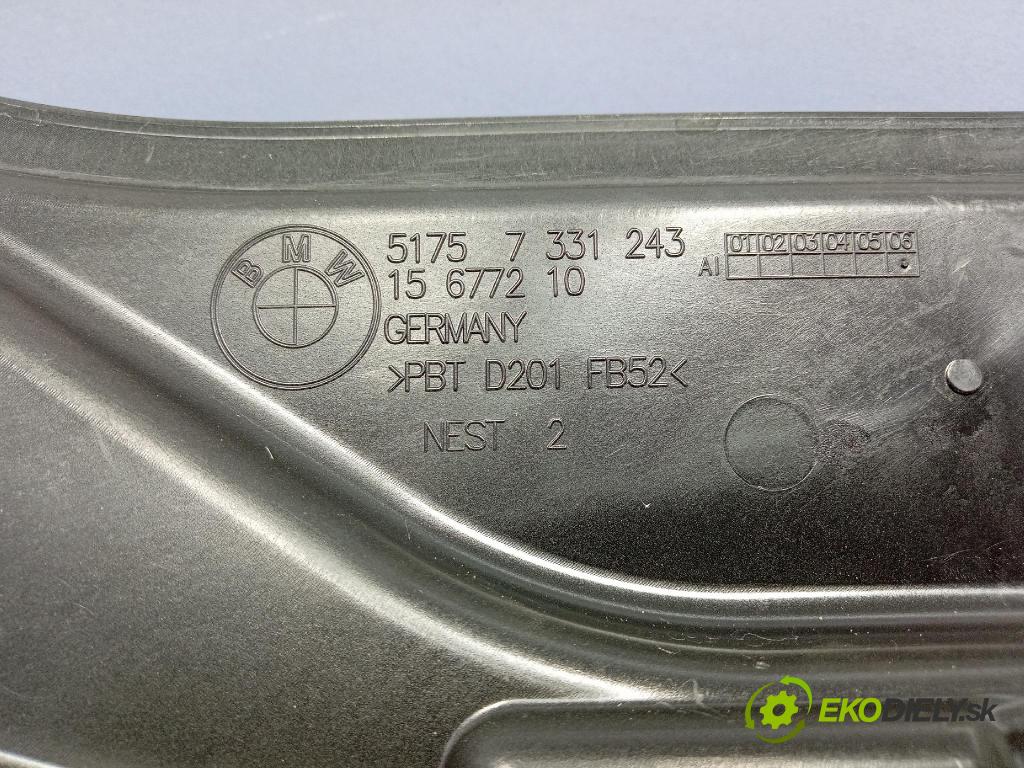 BMW
5175 7 331 243
15 6772 10
GERMANY
>PBT D201 FB52<
NEST 2
01 02 03 04 05 06
AI
EKODIELY.sk